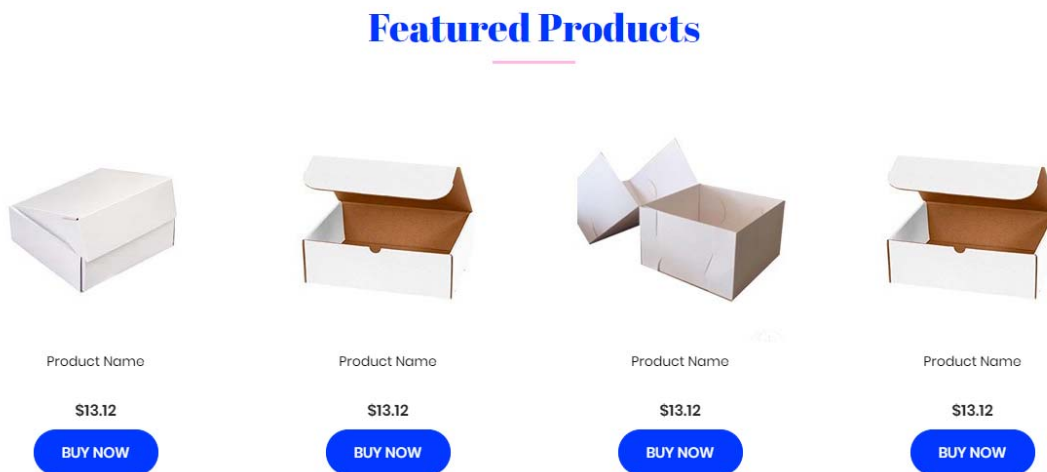 Featured Products
Product Name Product Name Product Name Product Name
$13.12 $13.12 $13.12 $13.12
BUY NOW BUY NOW BUY NOW BUY NOW